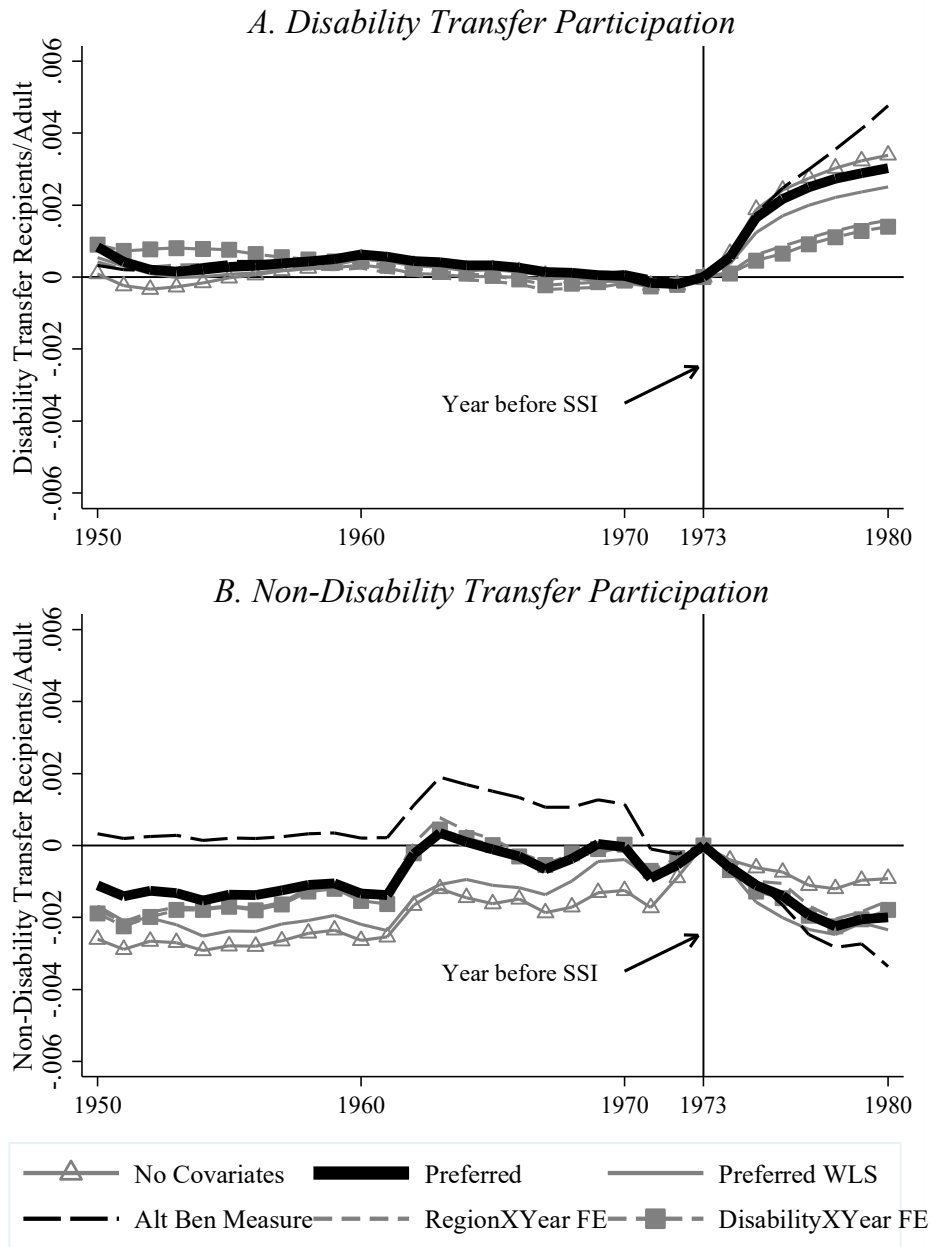 A. Disability Transfer Participation
Disability Transfer Recipients/Adult
.006
.004
.002
0
-.002
-.004
-.006
Year before SSI
1950
1960
1970
1973
1980
B. Non-Disability Transfer Participation
Non-Disability Transfer Recipients/Adult
.006
.004
.002
0
-.002
-.004
-.006
Year before SSI
1950
1960
1970
1973
1980
No Covariates
Preferred
Preferred WLS
Alt Ben Measure
RegionXYear FE
DisabilityXYear FE